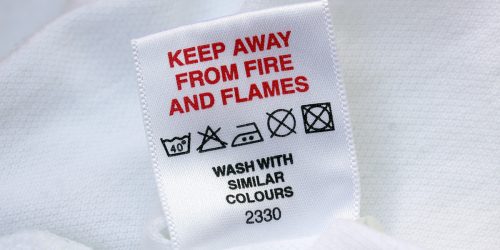 KEEP AWAY
FROM FIRE
AND FLAMES
40°
WASH WITH
SIMILAR
COLOURS
2330